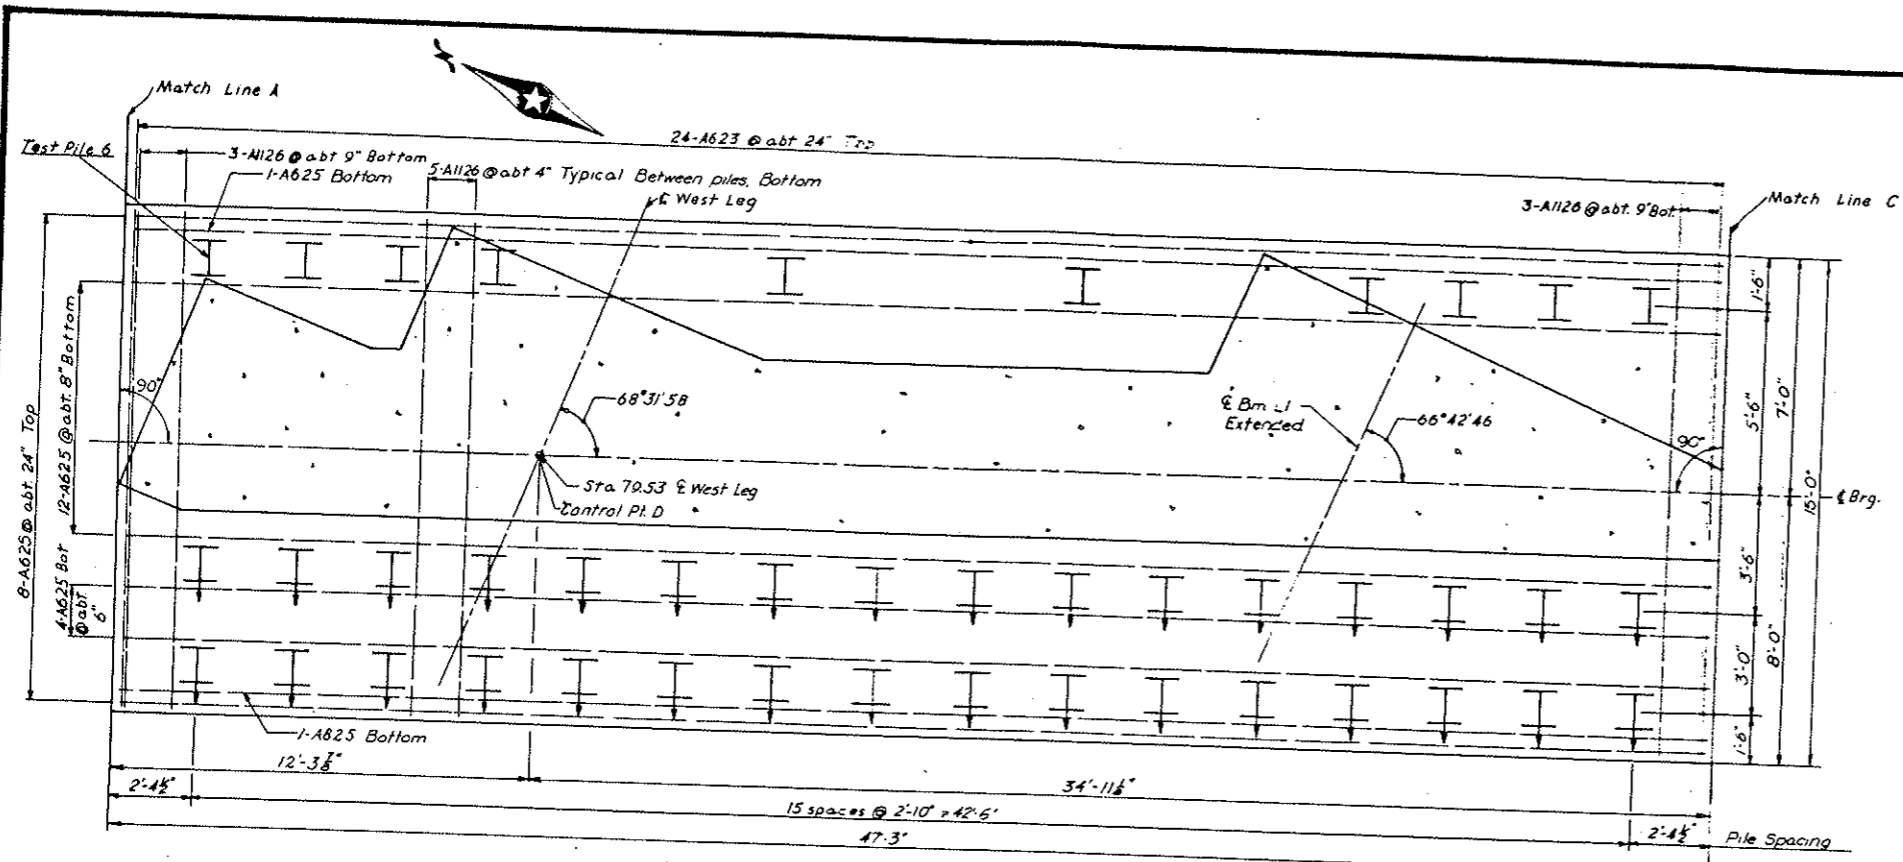 Match Line A
24-A623 @ abt 24" Top
Test Pile 6
3-A1126 @ abt 9" Bottom
1-A625 Bottom
5-A1126 @ abt 4" Typical Between piles, Bottom
℄ West Leg
3-A1126 @ abt. 9" Bot.
Match Line C
8-A625 @ abt. 24" Top
12-A625 @ abt. 8" Bottom
4-A625 Bot
@ abt.
6"
90°
68°31'58
℄ Bm L1
Extended
66°42'46
90°
Sta. 79.53 ℄ West Leg
Control Pt. D
1'-6"
5'-6"
7'-0"
15'-0"
℄ Brg.
3'-6"
3'-0"
8'-0"
1'-6"
1-A625 Bottom
12'-3⅞"
34'-11⅛"
2'-4½"
15 spaces @ 2'-10" = 42'-6"
2'-4½"
Pile Spacing
47'-3"